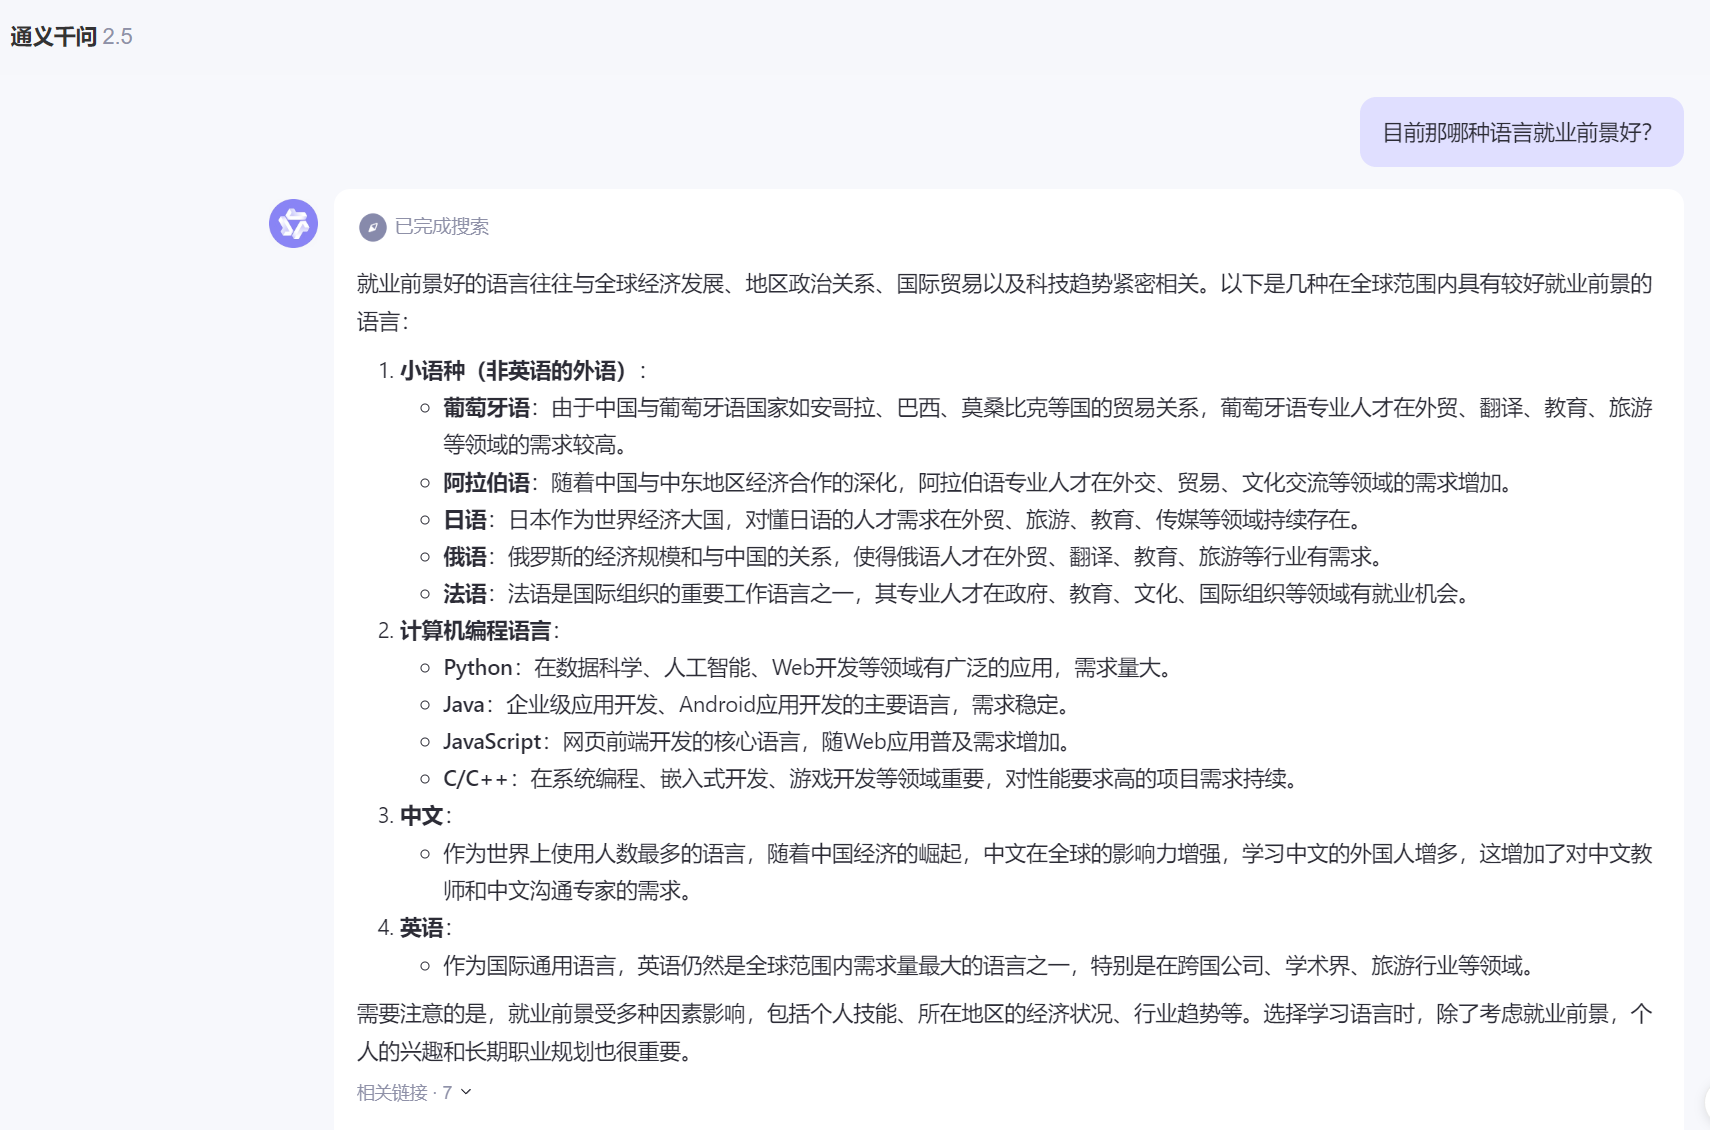 通义千问 2.5
目前那哪种语言就业前景好？
已完成搜索
就业前景好的语言往往与全球经济发展、地区政治关系、国际贸易以及科技趋势紧密相关。以下是几种在全球范围内具有较好就业前景的
语言：
1. 小语种（非英语的外语）：
葡萄牙语：由于中国与葡萄牙语国家如安哥拉、巴西、莫桑比克等国的贸易关系，葡萄牙语专业人才在外贸、翻译、教育、旅游
等领域的需求较高。
阿拉伯语：随着中国与中东地区经济合作的深化，阿拉伯语专业人才在外交、贸易、文化交流等领域的需求增加。
日语：日本作为世界经济大国，对懂日语的人才需求在外贸、旅游、教育、传媒等领域持续存在。
俄语：俄罗斯的经济规模和与中国的关系，使得俄语人才在外贸、翻译、教育、旅游等行业有需求。
法语：法语是国际组织的重要工作语言之一，其专业人才在政府、教育、文化、国际组织等领域有就业机会。
2. 计算机编程语言：
Python：在数据科学、人工智能、Web开发等领域有广泛的应用，需求量大。
Java：企业级应用开发、Android应用开发的主要语言，需求稳定。
JavaScript：网页前端开发的核心语言，随Web应用普及需求增加。
C/C++：在系统编程、嵌入式开发、游戏开发等领域重要，对性能要求高的项目需求持续。
3. 中文：
作为世界上使用人数最多的语言，随着中国经济的崛起，中文在全球的影响力增强，学习中文的外国人增多，这增加了对中文教
师和中文沟通专家的需求。
4. 英语：
作为国际通用语言，英语仍然是全球范围内需求量最大的语言之一，特别是在跨国公司、学术界、旅游行业等领域。
需要注意的是，就业前景受多种因素影响，包括个人技能、所在地区的经济状况、行业趋势等。选择学习语言时，除了考虑就业前景，个
人的兴趣和长期职业规划也很重要。
相关链接 · 7